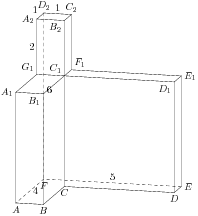 1 D₂ 1 C₂
A₂ B₂
2
G₁ C₁ F₁
A₁ B₁ 6 D₁ E₁
4 F 5 E
A B C D